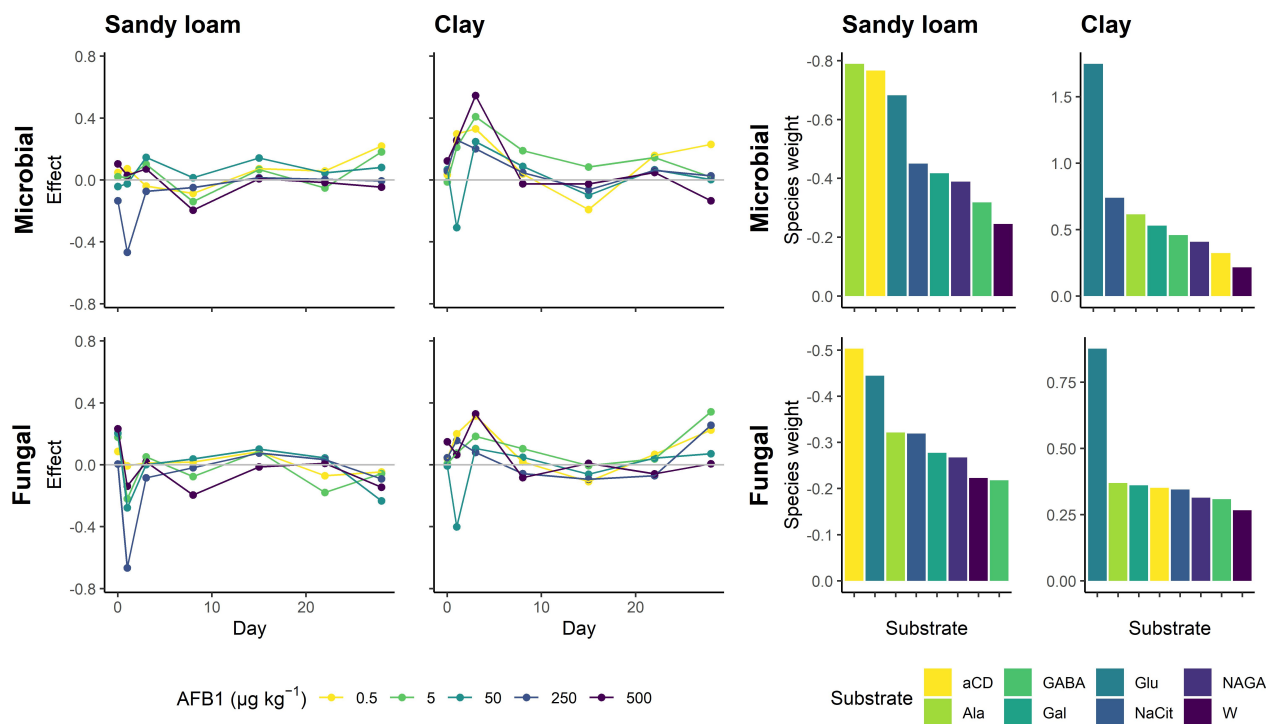 Sandy loam
Clay
Sandy loam
Clay
Microbial
Effect
0.8
0.4
0.0
-0.4
-0.8
Microbial
Species weight
-0.8
-0.6
-0.4
-0.2
0.0
1.5
1.0
0.5
0.0
Fungal
Effect
0.8
0.4
0.0
-0.4
-0.8
0
10
20
Day
0
10
20
Day
Fungal
Species weight
-0.5
-0.4
-0.3
-0.2
-0.1
0.0
Substrate
0.75
0.50
0.25
0.00
Substrate
AFB1 (µg kg⁻¹) 0.5 5 50 250 500
Substrate
aCD GABA Glu NAGA
Ala Gal NaCit W